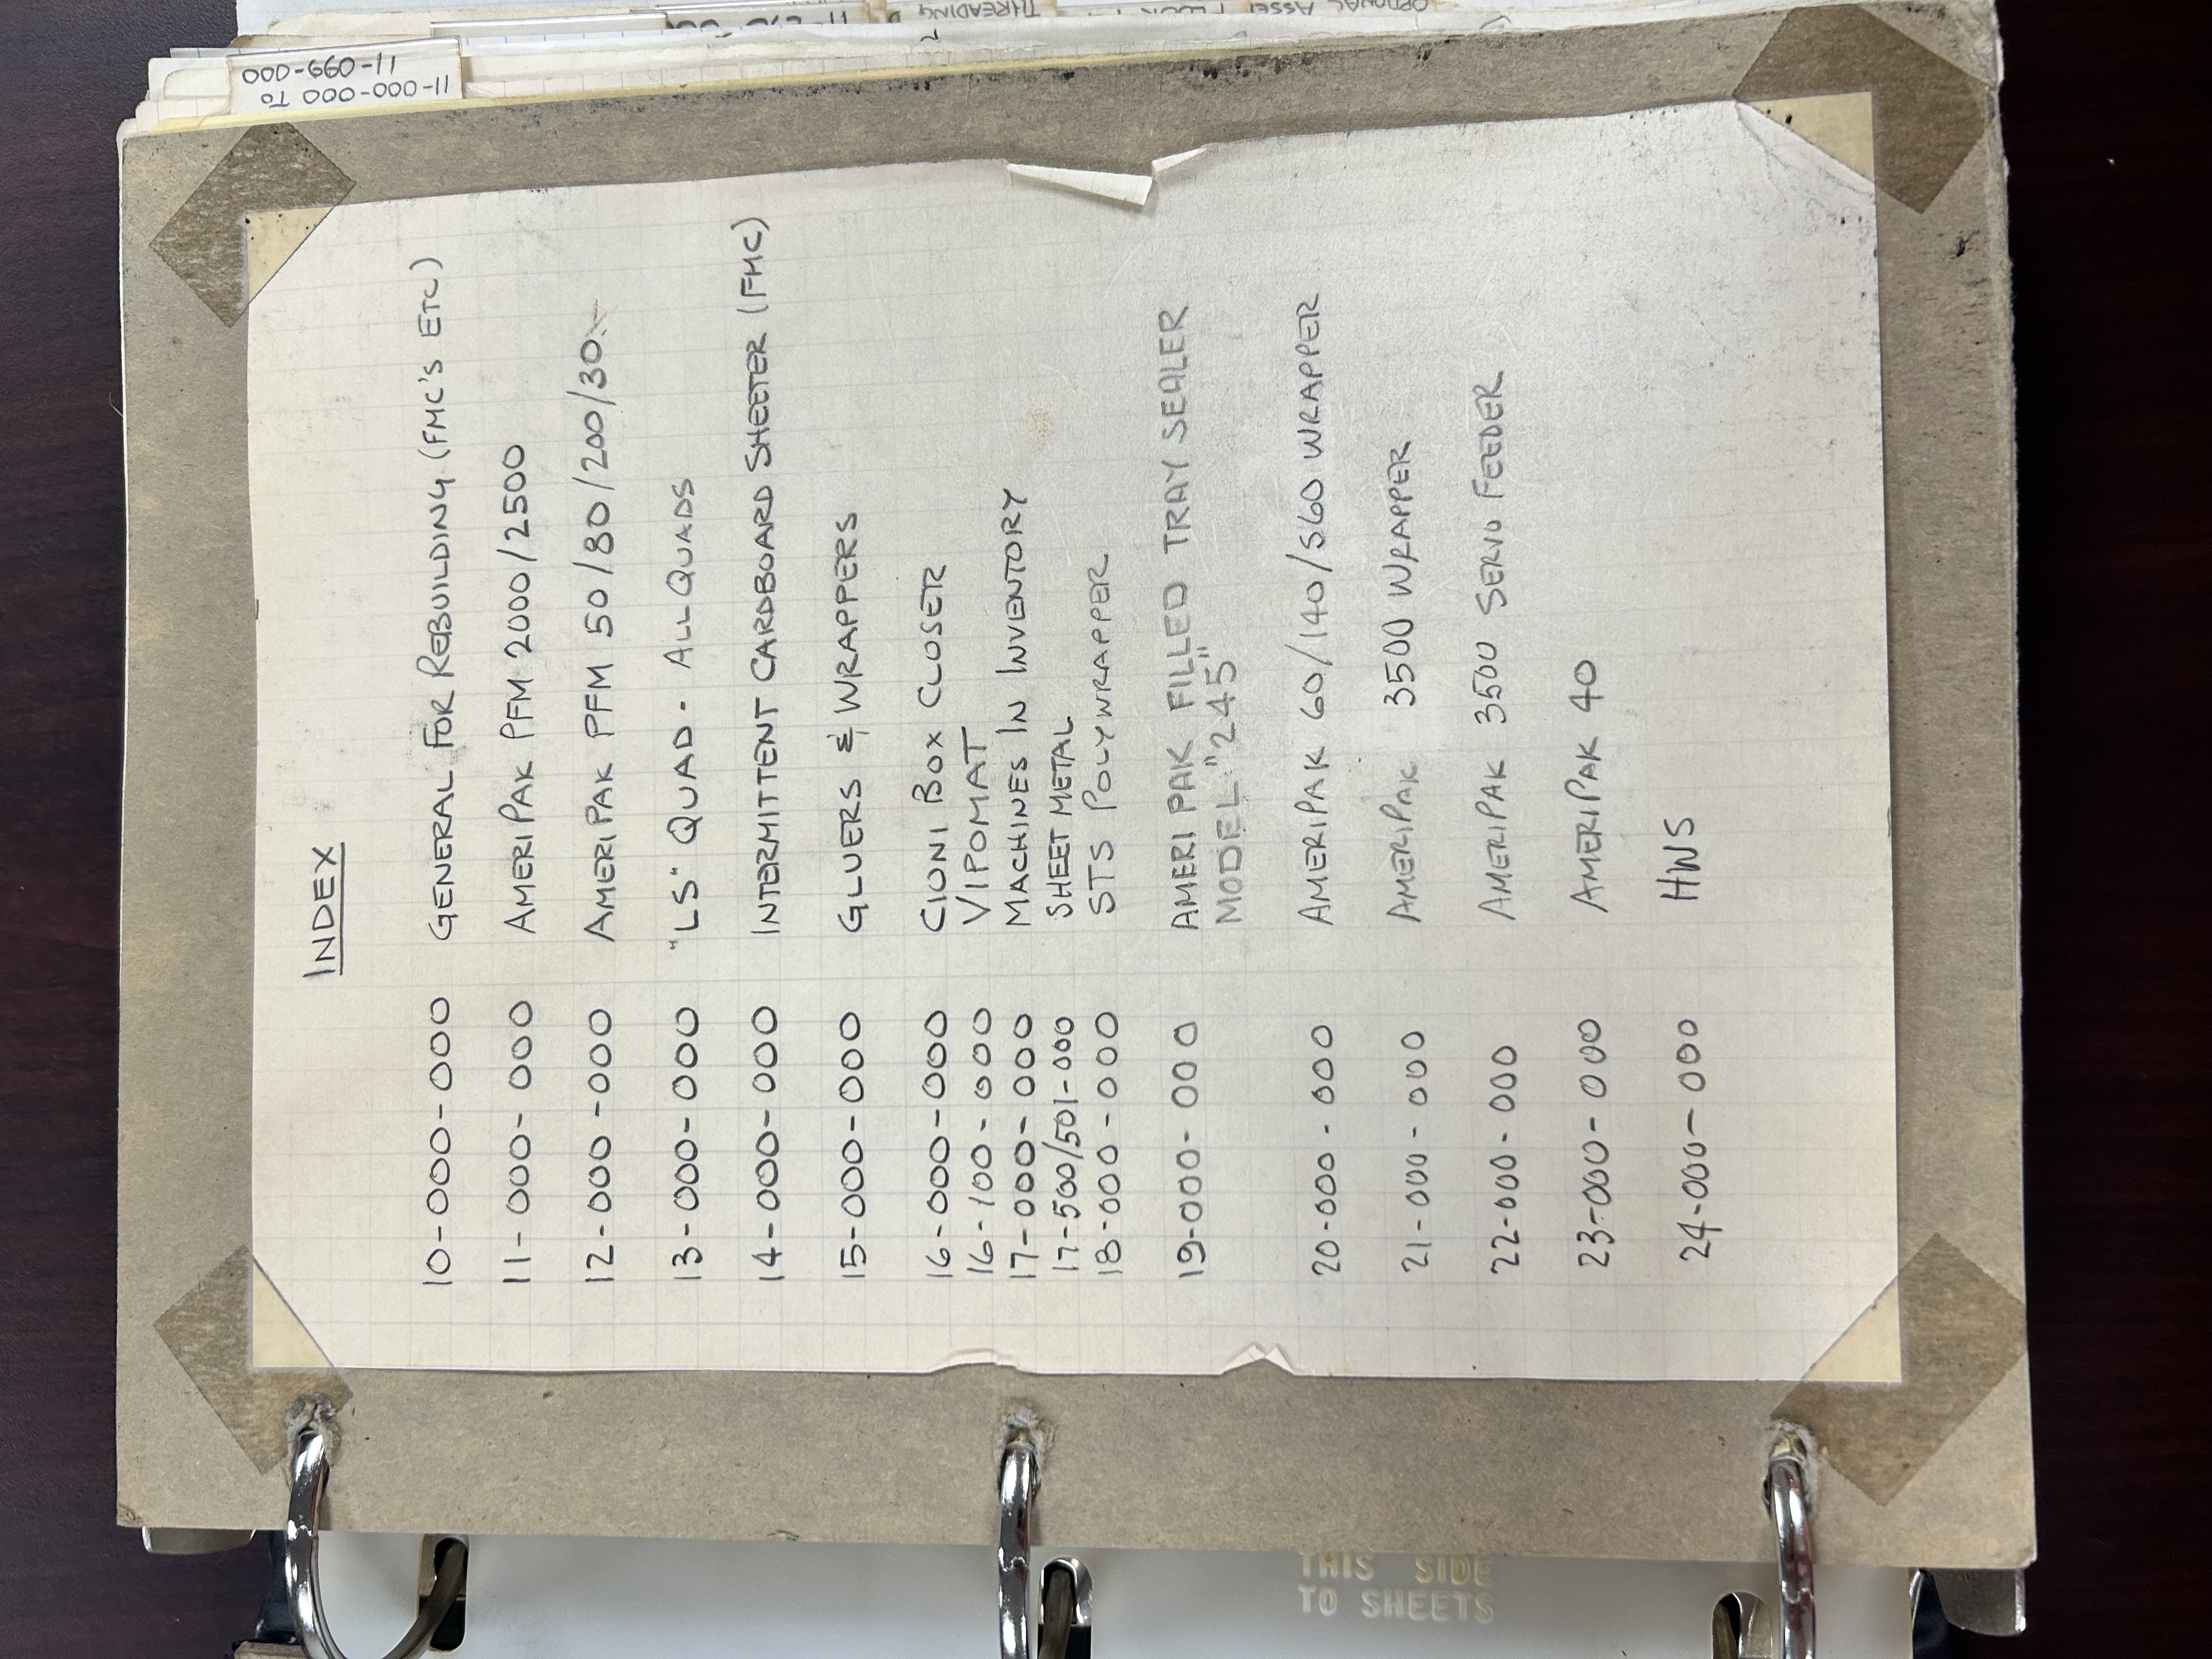 INDEX
10-000-000 GENERAL FOR REBUILDING (FMC'S ETC)
11-000-000 AMERIPAK PFM 2000/2500
12-000-000 AMERIPAK PFM 50/80/200/30
13-000-000 "LS" QUAD - ALL QUADS
14-000-000 INTERMITTENT CARDBOARD SHEETER (FMC)
15-000-000 GLUERS & WRAPPERS
16-000-000 CIONI BOX CLOSER
16-100-000 VIPOMAT
17-000-000 MACHINES IN INVENTORY
17-500/501-000 SHEET METAL
18-000-000 STS POLYWRAPPER
19-000-000 AMERI PAK FILLED TRAY SEALER
MODEL "245"
20-000-000 AMERIPAK 60/140/560 WRAPPER
21-000-000 AMERIPAK 3500 WRAPPER
22-000-000 AMERIPAK 3500 SERVO FEEDER
23-000-000 AMERIPAK 40
24-000-000 HWS
11-000-000 TO
11-099-000
THIS SIDE
TO SHEETS
THREADING
OPTIONAL